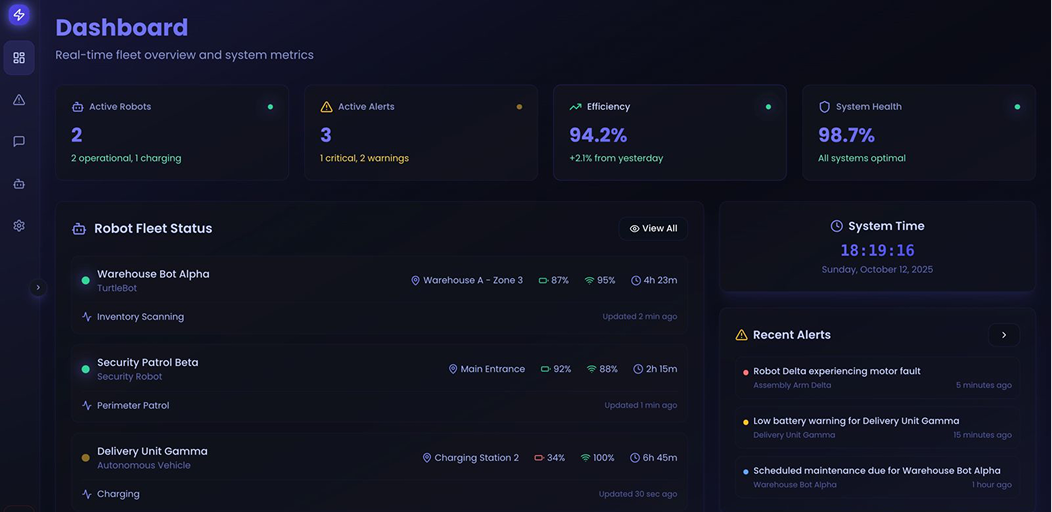 Dashboard
Real-time fleet overview and system metrics
Active Robots
2
2 operational, 1 charging
Active Alerts
3
1 critical, 2 warnings
Efficiency
94.2%
+2.1% from yesterday
System Health
98.7%
All systems optimal
Robot Fleet Status
View All
Warehouse Bot Alpha
TurtleBot
Warehouse A - Zone 3 87% 95% 4h 23m
Inventory Scanning
Updated 2 min ago
Security Patrol Beta
Security Robot
Main Entrance 92% 88% 2h 15m
Perimeter Patrol
Updated 1 min ago
Delivery Unit Gamma
Autonomous Vehicle
Charging Station 2 34% 100% 6h 45m
Charging
Updated 30 sec ago
System Time
18:19:16
Sunday, October 12, 2025
Recent Alerts
Robot Delta experiencing motor fault
Assembly Arm Delta 5 minutes ago
Low battery warning for Delivery Unit Gamma
Delivery Unit Gamma 15 minutes ago
Scheduled maintenance due for Warehouse Bot Alpha
Warehouse Bot Alpha 1 hour ago